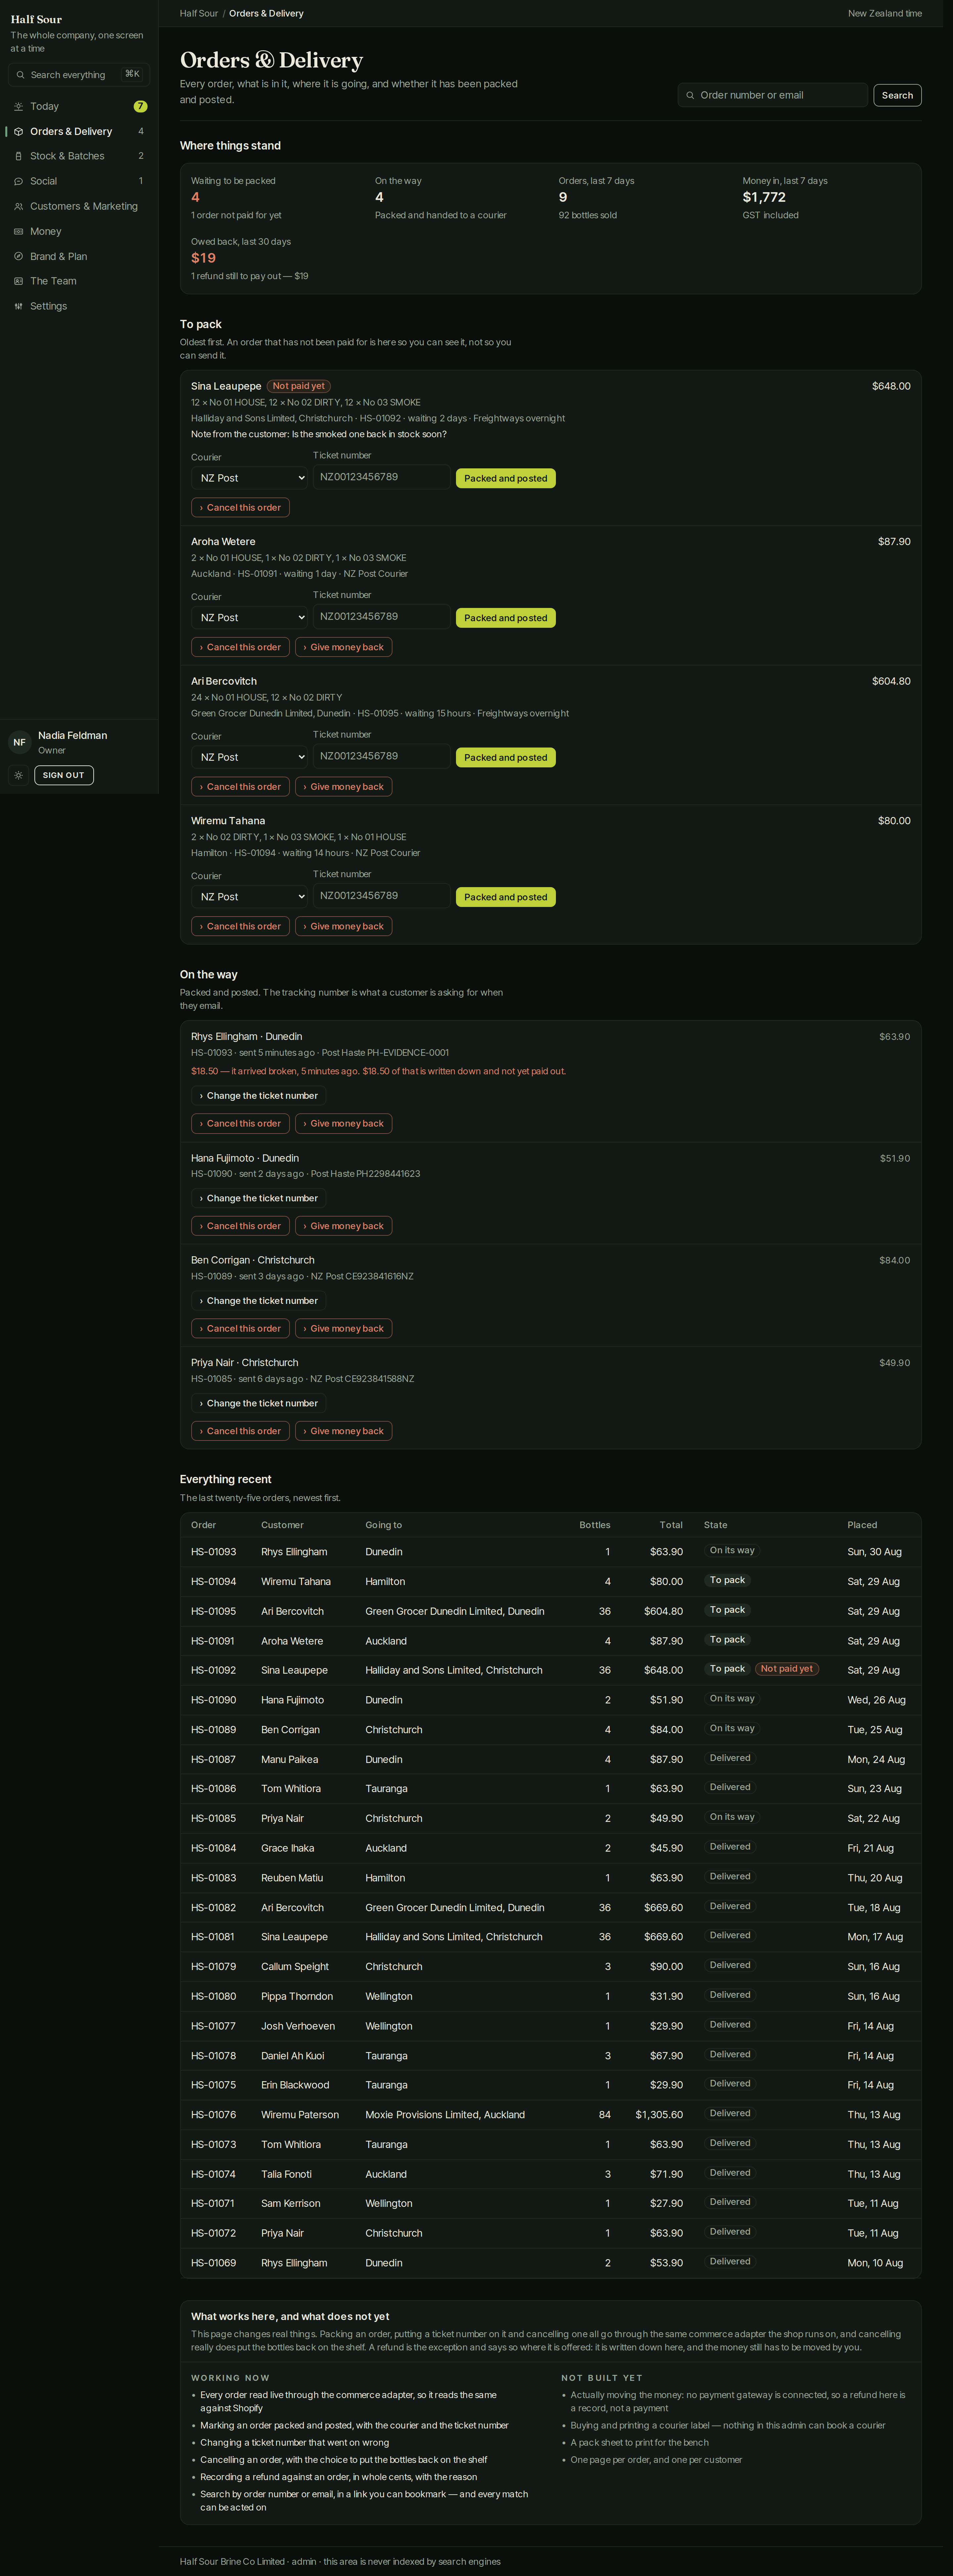 Half Sour
The whole company, one screen
at a time
Search everything ⌘K
Today 7
Orders & Delivery 4
Stock & Batches 2
Social 1
Customers & Marketing
Money
Brand & Plan
The Team
Settings
NF
Nadia Feldman
Owner
SIGN OUT
Half Sour / Orders & Delivery
New Zealand time
Orders & Delivery
Every order, what is in it, where it is going, and whether it has been packed
and posted.
Order number or email
Search
Where things stand
Waiting to be packed
4
1 order not paid for yet
On the way
4
Packed and handed to a courier
Orders, last 7 days
9
92 bottles sold
Money in, last 7 days
$1,772
GST included
Owed back, last 30 days
$19
1 refund still to pay out — $19
To pack
Oldest first. An order that has not been paid for is here so you can see it, not so you
can send it.
Sina Leaupepe Not paid yet $648.00
12 × No 01 HOUSE, 12 × No 02 DIRTY, 12 × No 03 SMOKE
Halliday and Sons Limited, Christchurch · HS-01092 · waiting 2 days · Freightways overnight
Note from the customer: Is the smoked one back in stock soon?
Courier Ticket number
NZ Post NZ00123456789 Packed and posted
› Cancel this order
Aroha Wetere $87.90
2 × No 01 HOUSE, 1 × No 02 DIRTY, 1 × No 03 SMOKE
Auckland · HS-01091 · waiting 1 day · NZ Post Courier
Courier Ticket number
NZ Post NZ00123456789 Packed and posted
› Cancel this order › Give money back
Ari Bercovitch $604.80
24 × No 01 HOUSE, 12 × No 02 DIRTY
Green Grocer Dunedin Limited, Dunedin · HS-01095 · waiting 15 hours · Freightways overnight
Courier Ticket number
NZ Post NZ00123456789 Packed and posted
› Cancel this order › Give money back
Wiremu Tahana $80.00
2 × No 02 DIRTY, 1 × No 03 SMOKE, 1 × No 01 HOUSE
Hamilton · HS-01094 · waiting 14 hours · NZ Post Courier
Courier Ticket number
NZ Post NZ00123456789 Packed and posted
› Cancel this order › Give money back
On the way
Packed and posted. The tracking number is what a customer is asking for when
they email.
Rhys Ellingham · Dunedin $63.90
HS-01093 · sent 5 minutes ago · Post Haste PH-EVIDENCE-0001
$18.50 — it arrived broken, 5 minutes ago. $18.50 of that is written down and not yet paid out.
› Change the ticket number
› Cancel this order › Give money back
Hana Fujimoto · Dunedin $51.90
HS-01090 · sent 2 days ago · Post Haste PH2298441623
› Change the ticket number
› Cancel this order › Give money back
Ben Corrigan · Christchurch $84.00
HS-01089 · sent 3 days ago · NZ Post CE923841616NZ
› Change the ticket number
› Cancel this order › Give money back
Priya Nair · Christchurch $49.90
HS-01085 · sent 6 days ago · NZ Post CE923841588NZ
› Change the ticket number
› Cancel this order › Give money back
Everything recent
The last twenty-five orders, newest first.
Order Customer Going to Bottles Total State Placed
HS-01093 Rhys Ellingham Dunedin 1 $63.90 On its way Sun, 30 Aug
HS-01094 Wiremu Tahana Hamilton 4 $80.00 To pack Sat, 29 Aug
HS-01095 Ari Bercovitch Green Grocer Dunedin Limited, Dunedin 36 $604.80 To pack Sat, 29 Aug
HS-01091 Aroha Wetere Auckland 4 $87.90 To pack Sat, 29 Aug
HS-01092 Sina Leaupepe Halliday and Sons Limited, Christchurch 36 $648.00 To pack Not paid yet Sat, 29 Aug
HS-01090 Hana Fujimoto Dunedin 2 $51.90 On its way Wed, 26 Aug
HS-01089 Ben Corrigan Christchurch 4 $84.00 On its way Tue, 25 Aug
HS-01087 Manu Paikea Dunedin 4 $87.90 Delivered Mon, 24 Aug
HS-01086 Tom Whitiora Tauranga 1 $63.90 Delivered Sun, 23 Aug
HS-01085 Priya Nair Christchurch 2 $49.90 On its way Sat, 22 Aug
HS-01084 Grace Ihaka Auckland 2 $45.90 Delivered Fri, 21 Aug
HS-01083 Reuben Matiu Hamilton 1 $63.90 Delivered Thu, 20 Aug
HS-01082 Ari Bercovitch Green Grocer Dunedin Limited, Dunedin 36 $669.60 Delivered Tue, 18 Aug
HS-01081 Sina Leaupepe Halliday and Sons Limited, Christchurch 36 $669.60 Delivered Mon, 17 Aug
HS-01079 Callum Speight Christchurch 3 $90.00 Delivered Sun, 16 Aug
HS-01080 Pippa Thorndon Wellington 1 $31.90 Delivered Sun, 16 Aug
HS-01077 Josh Verhoeven Wellington 1 $29.90 Delivered Fri, 14 Aug
HS-01078 Daniel Ah Kuoi Tauranga 3 $67.90 Delivered Fri, 14 Aug
HS-01075 Erin Blackwood Tauranga 1 $29.90 Delivered Fri, 14 Aug
HS-01076 Wiremu Paterson Moxie Provisions Limited, Auckland 84 $1,305.60 Delivered Thu, 13 Aug
HS-01073 Tom Whitiora Tauranga 1 $63.90 Delivered Thu, 13 Aug
HS-01074 Talia Fonoti Auckland 3 $71.90 Delivered Thu, 13 Aug
HS-01071 Sam Kerrison Wellington 1 $27.90 Delivered Tue, 11 Aug
HS-01072 Priya Nair Christchurch 1 $63.90 Delivered Tue, 11 Aug
HS-01069 Rhys Ellingham Dunedin 2 $53.90 Delivered Mon, 10 Aug
What works here, and what does not yet
This page changes real things. Packing an order, putting a ticket number on it and cancelling one all go through the same commerce adapter the shop runs on, and cancelling
really does put the bottles back on the shelf. A refund is the exception and says so where it is offered: it is written down here, and the money still has to be moved by you.
WORKING NOW
• Every order read live through the commerce adapter, so it reads the same
against Shopify
• Marking an order packed and posted, with the courier and the ticket number
• Changing a ticket number that went on wrong
• Cancelling an order, with the choice to put the bottles back on the shelf
• Recording a refund against an order, in whole cents, with the reason
• Search by order number or email, in a link you can bookmark — and every match
can be acted on
NOT BUILT YET
• Actually moving the money: no payment gateway is connected, so a refund here is
a record, not a payment
• Buying and printing a courier label — nothing in this admin can book a courier
• A pack sheet to print for the bench
• One page per order, and one per customer
Half Sour Brine Co Limited · admin · this area is never indexed by search engines